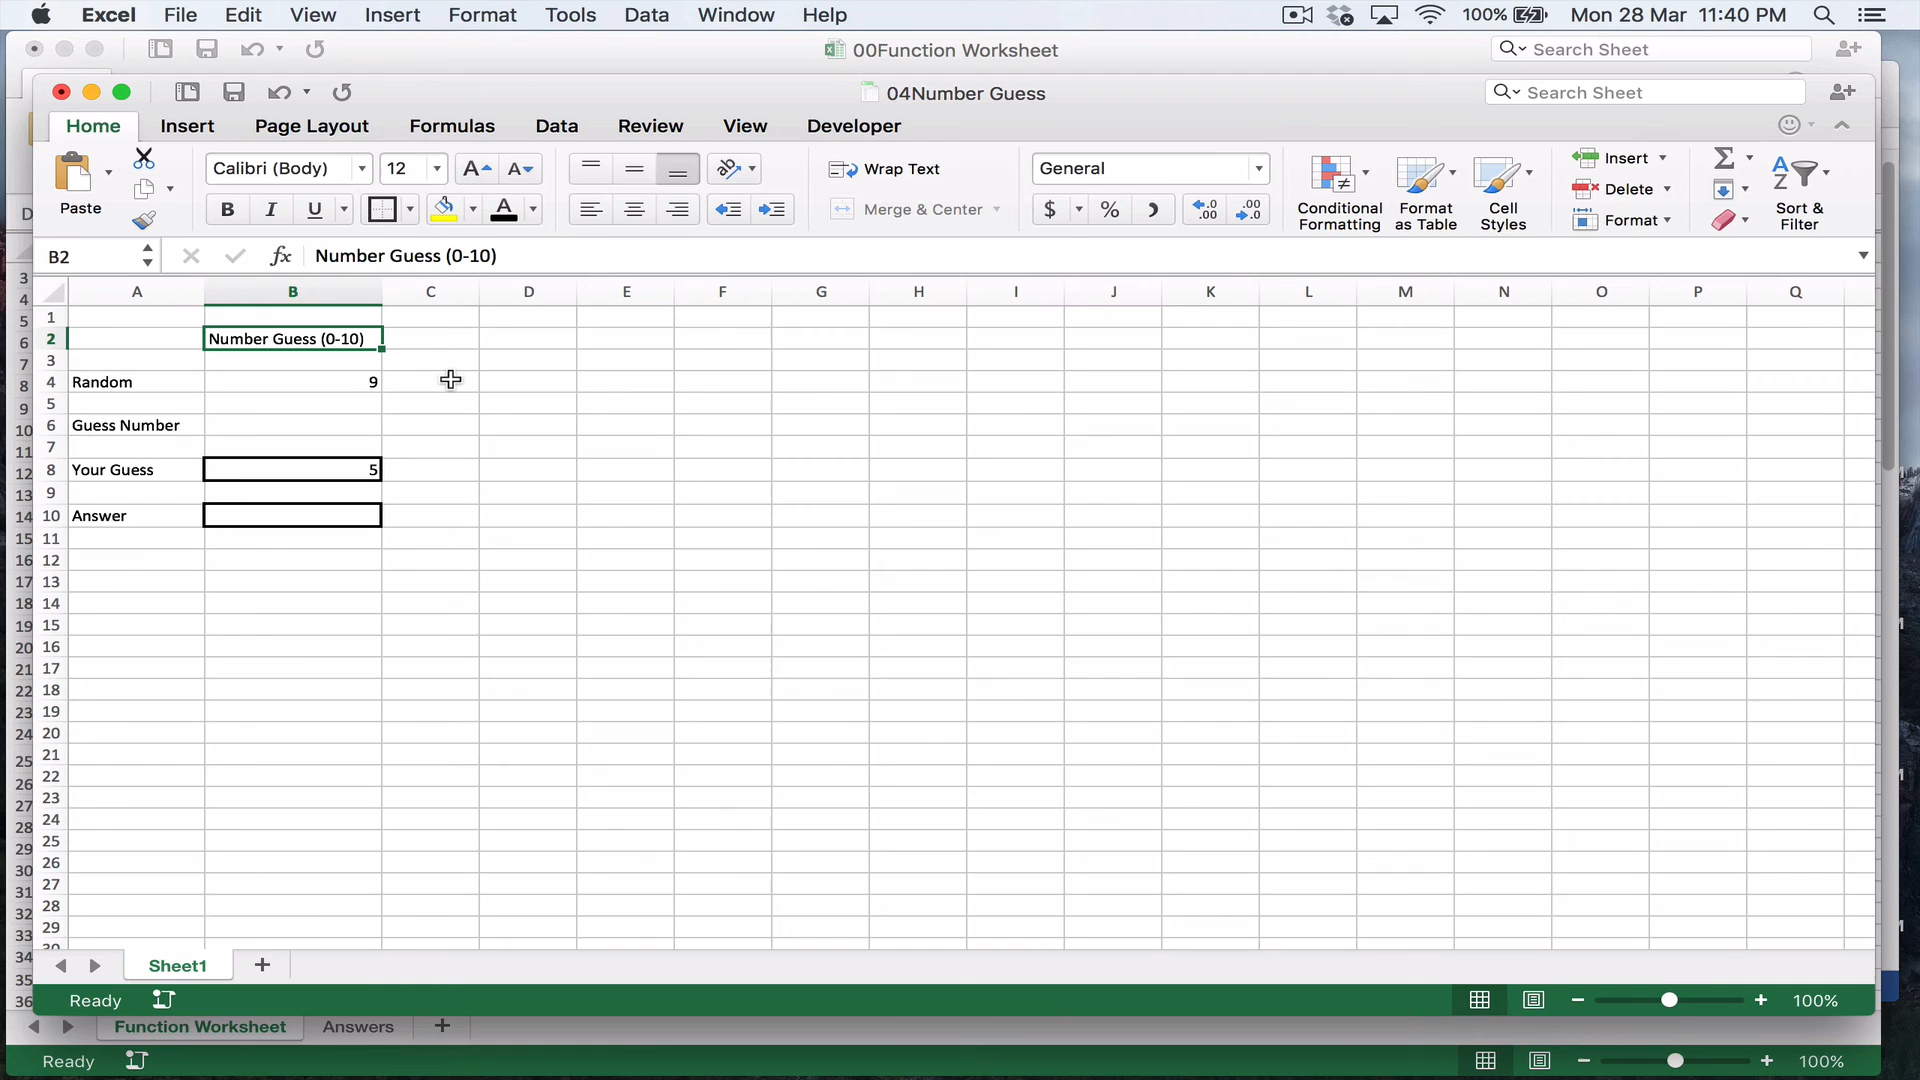 Excel File Edit View Insert Format Tools Data Window Help 100% Mon 28 Mar 11:40 PM
00Function Worksheet Search Sheet
04Number Guess Search Sheet
Home Insert Page Layout Formulas Data Review View Developer
Paste Calibri (Body) 12 A A Wrap Text General Insert
B I U A Merge & Center $ % .0 .00 .00 .0 Delete
Conditional Formatting Format as Table Cell Styles Format Sort & Filter
B2 fx Number Guess (0-10)
A B C D E F G H I J K L M N O P Q
1
2 Number Guess (0-10)
3
4 Random 9
5
6 Guess Number
7
8 Your Guess 5
9
10 Answer
11
12
13
14
15
16
17
18
19
20
21
22
23
24
25
26
27
28
29
Sheet1 +
Ready 100%
Function Worksheet Answers +
Ready 100%